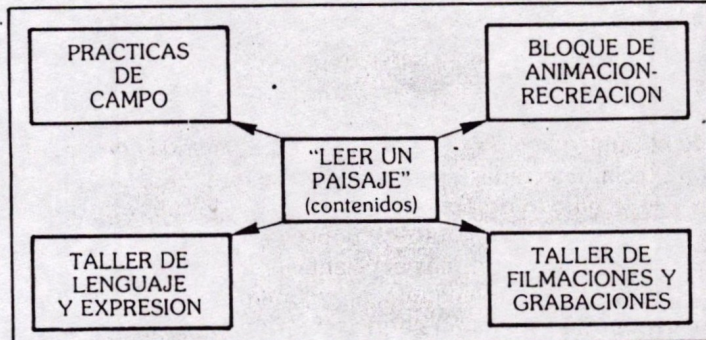 PRACTICAS
DE
CAMPO
BLOQUE DE
ANIMACION-
RECREACION
"LEER UN
PAISAJE"
(contenidos)
TALLER DE
LENGUAJE
Y EXPRESION
TALLER DE
FILMACIONES Y
GRABACIONES